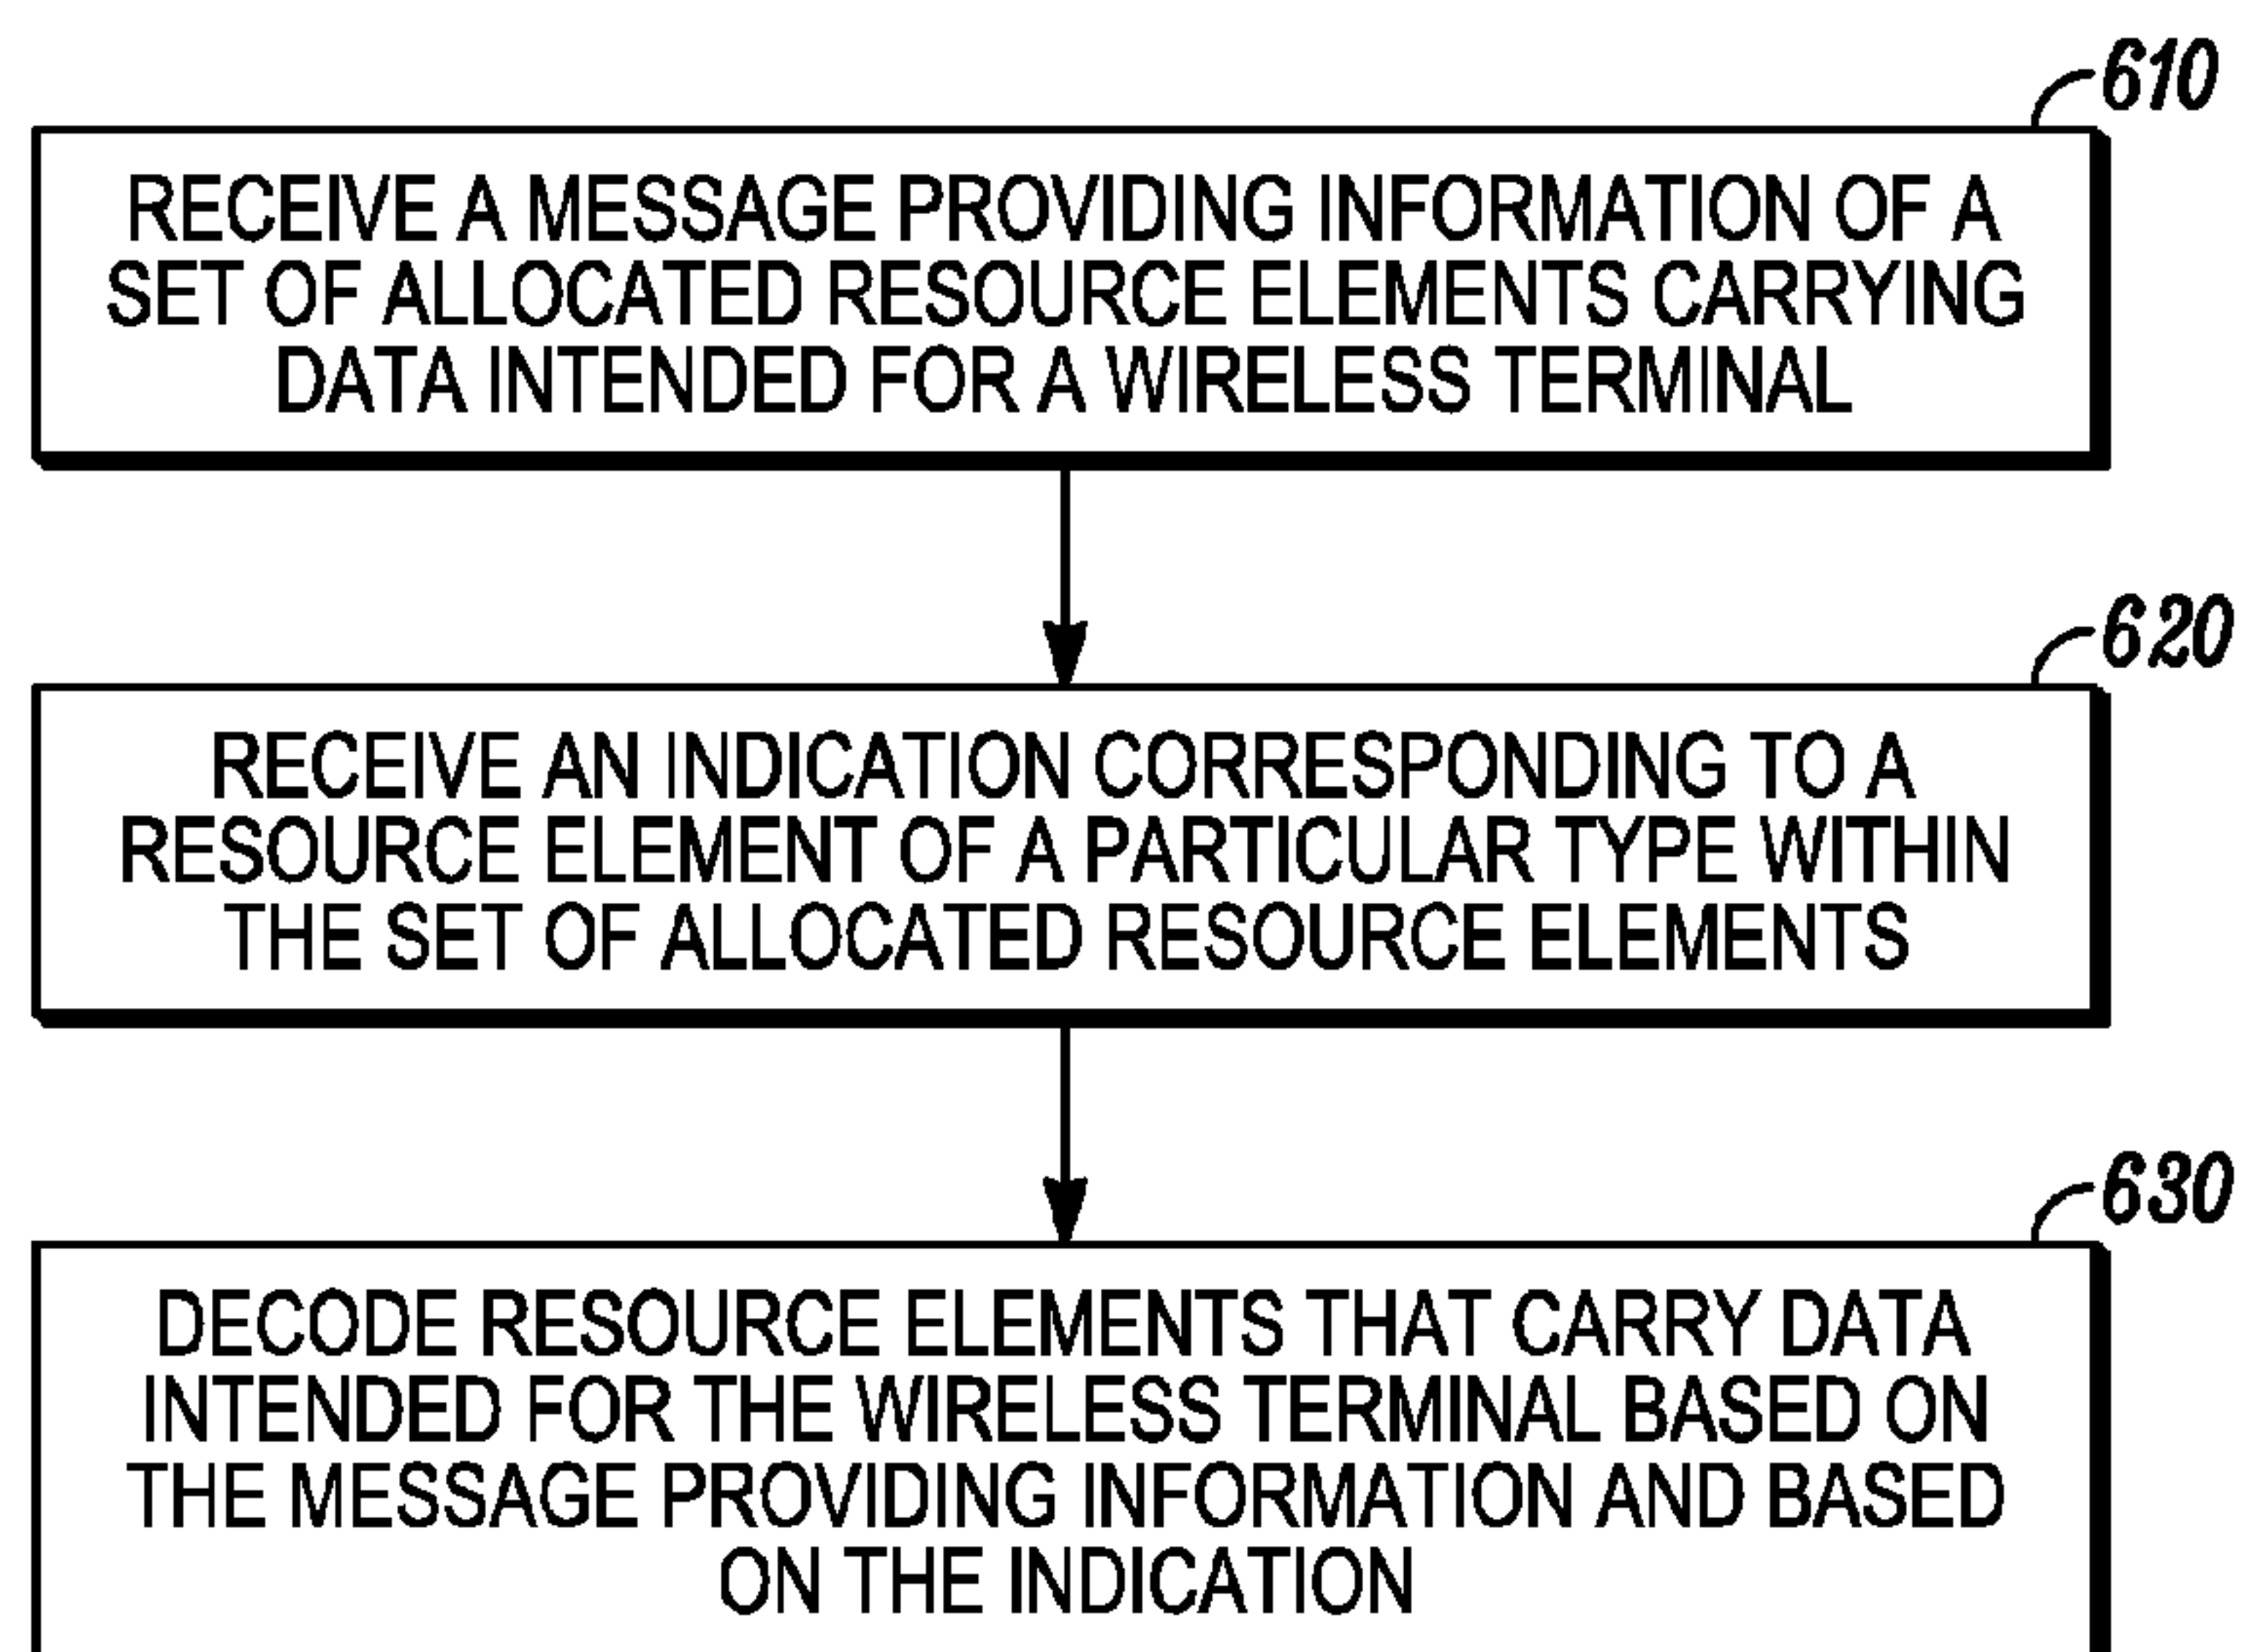 610
RECEIVE A MESSAGE PROVIDING INFORMATION OF A
SET OF ALLOCATED RESOURCE ELEMENTS CARRYING
DATA INTENDED FOR A WIRELESS TERMINAL
620
RECEIVE AN INDICATION CORRESPONDING TO A
RESOURCE ELEMENT OF A PARTICULAR TYPE WITHIN
THE SET OF ALLOCATED RESOURCE ELEMENTS
630
DECODE RESOURCE ELEMENTS THAT CARRY DATA
INTENDED FOR THE WIRELESS TERMINAL BASED ON
THE MESSAGE PROVIDING INFORMATION AND BASED
ON THE INDICATION